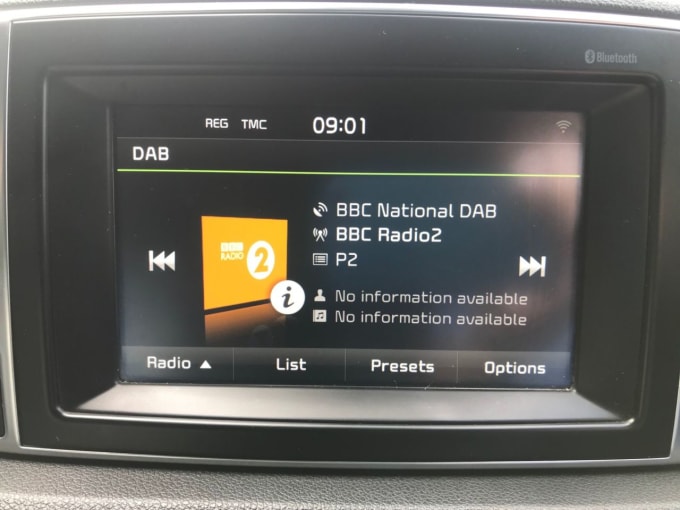 Bluetooth
REG TMC 09:01
DAB
BBC National DAB
BBC Radio2
P2
BBC
RADIO 2
i
No information available
No information available
Radio ▲ List Presets Options